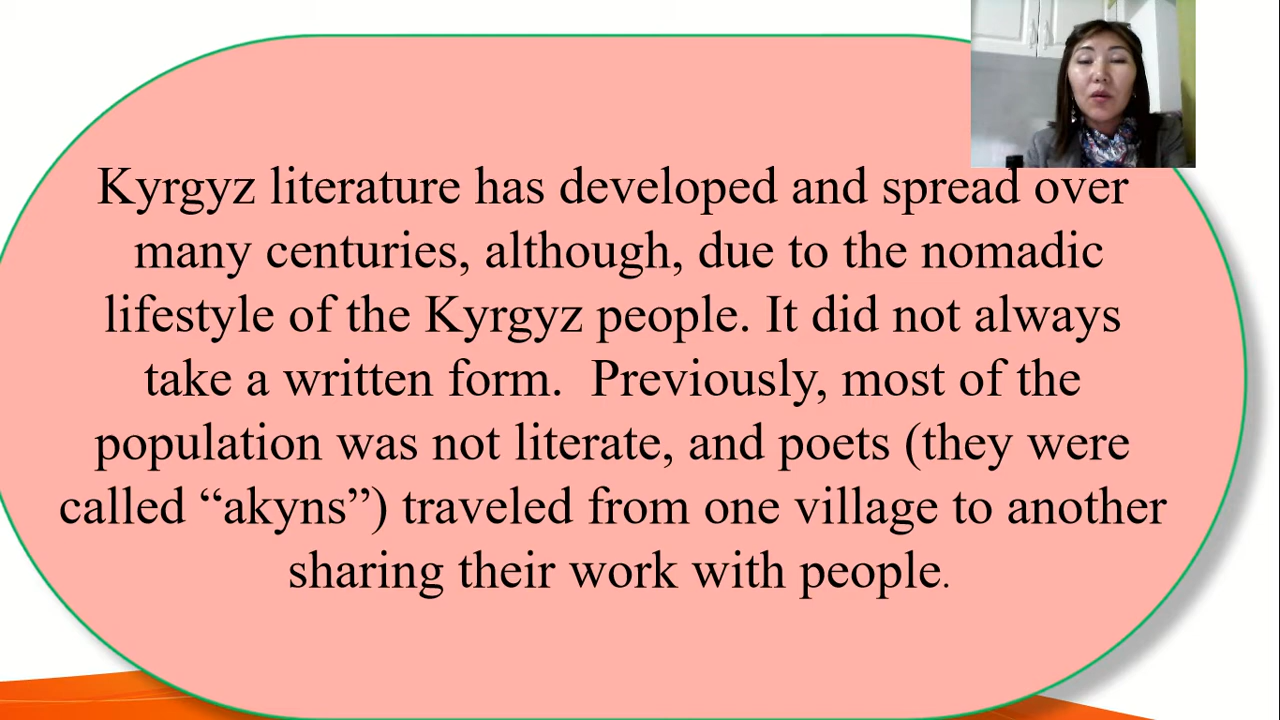 Kyrgyz literature has developed and spread over
many centuries, although, due to the nomadic
lifestyle of the Kyrgyz people. It did not always
take a written form.  Previously, most of the
population was not literate, and poets (they were
called “akyns”) traveled from one village to another
sharing their work with people.